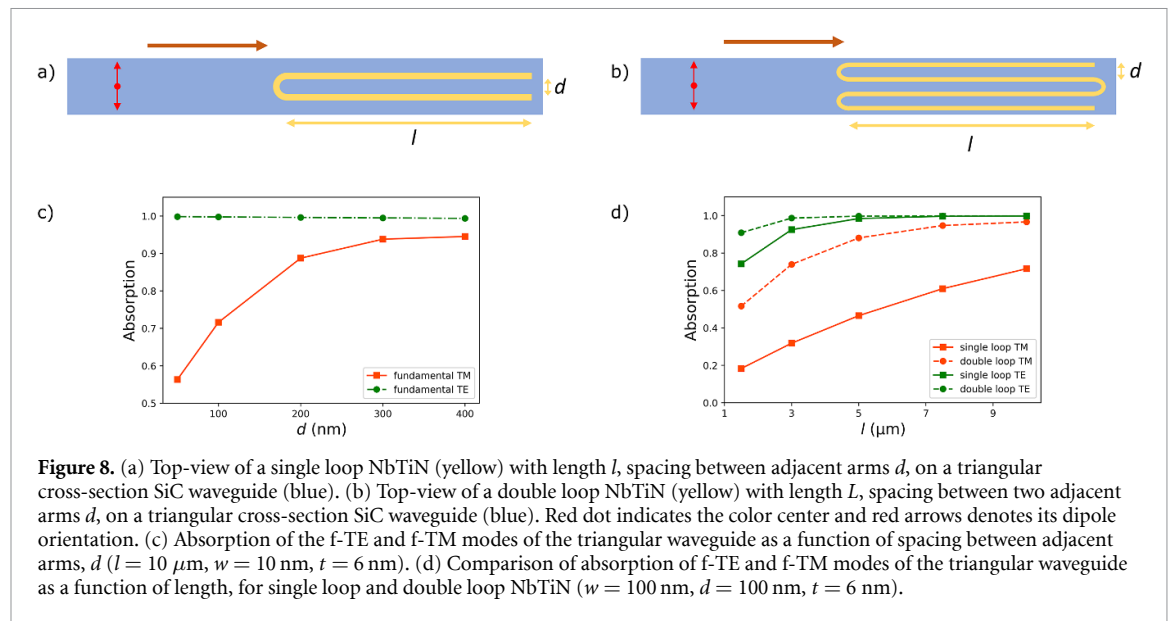 a)
d
l
b)
d
l
c)
1.0
0.9
0.8
0.7
0.6
0.5
Absorption
fundamental TM
fundamental TE
100
200
300
400
d (nm)
d)
1.0
0.8
0.6
0.4
0.2
0.0
Absorption
single loop TM
double loop TM
single loop TE
double loop TE
1
3
5
7
9
l (μm)
Figure 8. (a) Top-view of a single loop NbTiN (yellow) with length l, spacing between adjacent arms d, on a triangular
cross-section SiC waveguide (blue). (b) Top-view of a double loop NbTiN (yellow) with length L, spacing between two adjacent
arms d, on a triangular cross-section SiC waveguide (blue). Red dot indicates the color center and red arrows denotes its dipole
orientation. (c) Absorption of the f-TE and f-TM modes of the triangular waveguide as a function of spacing between adjacent
arms, d (l = 10 μm, w = 10 nm, t = 6 nm). (d) Comparison of absorption of f-TE and f-TM modes of the triangular waveguide
as a function of length, for single loop and double loop NbTiN (w = 100 nm, d = 100 nm, t = 6 nm).